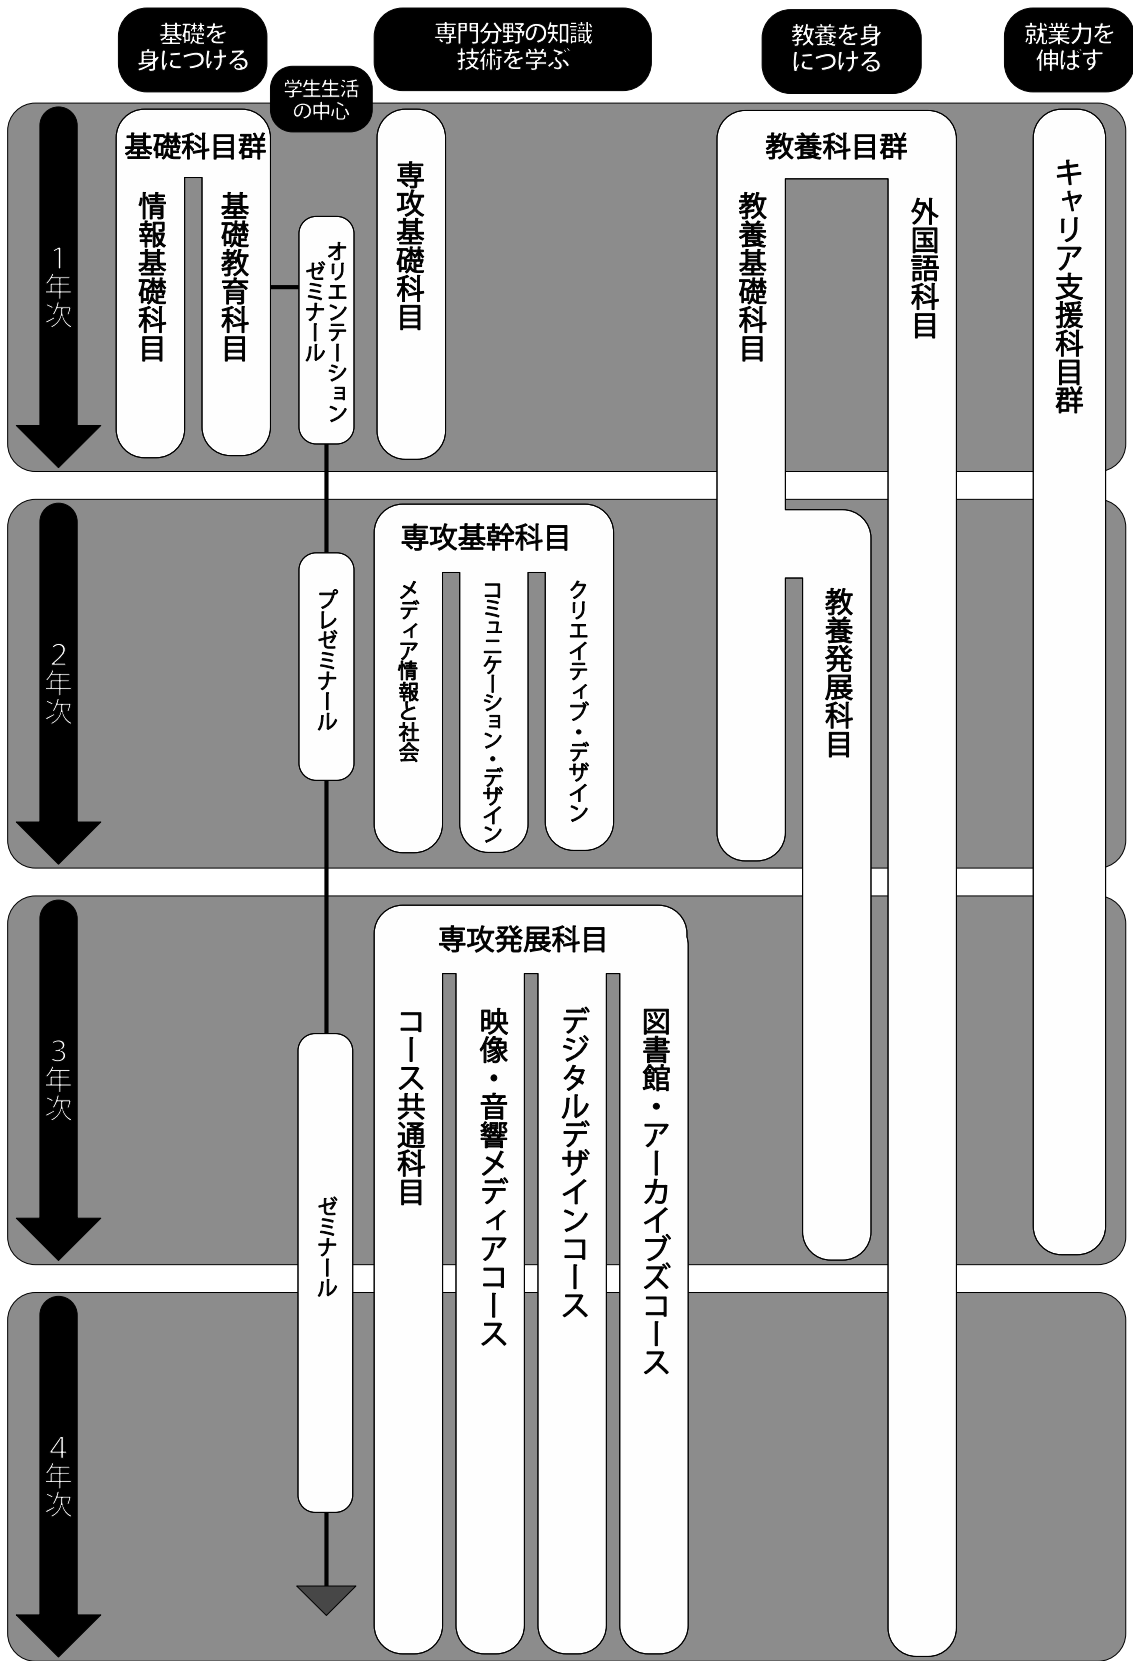 基礎を
身につける
学生生活
の中心
専門分野の知識
技術を学ぶ
教養を身
につける
就業力を
伸ばす
1年次
基礎科目群
情報基礎科目
基礎教育科目
オリエンテーション
ゼミナール
専攻基礎科目
教養科目群
教養基礎科目
外国語科目
キャリア支援科目群
2年次
プレゼミナール
専攻基幹科目
メディア情報と社会
コミュニケーション・デザイン
クリエイティブ・デザイン
教養発展科目
3年次
ゼミナール
専攻発展科目
コース共通科目
映像・音響メディアコース
デジタルデザインコース
図書館・アーカイブズコース
4年次